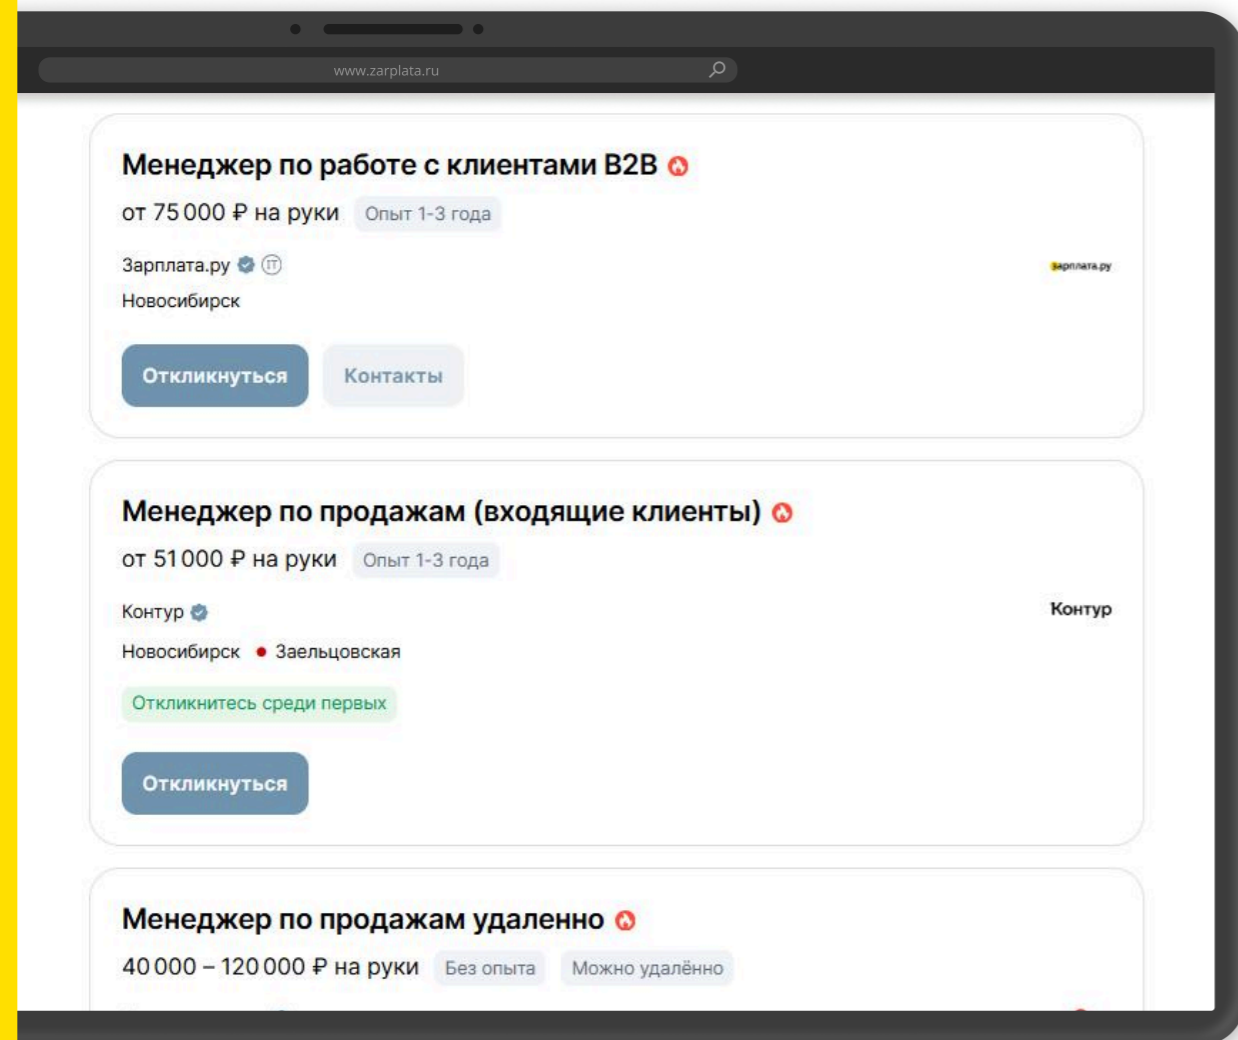 www.zarplata.ru
Менеджер по работе с клиентами B2B
от 75 000 ₽ на руки Опыт 1-3 года
Зарплата.ру IT
зарплата.ру
Новосибирск
Откликнуться Контакты
Менеджер по продажам (входящие клиенты)
от 51 000 ₽ на руки Опыт 1-3 года
Контур
Контур
Новосибирск • Заельцовская
Откликнитесь среди первых
Откликнуться
Менеджер по продажам удаленно
40 000 – 120 000 ₽ на руки Без опыта Можно удалённо